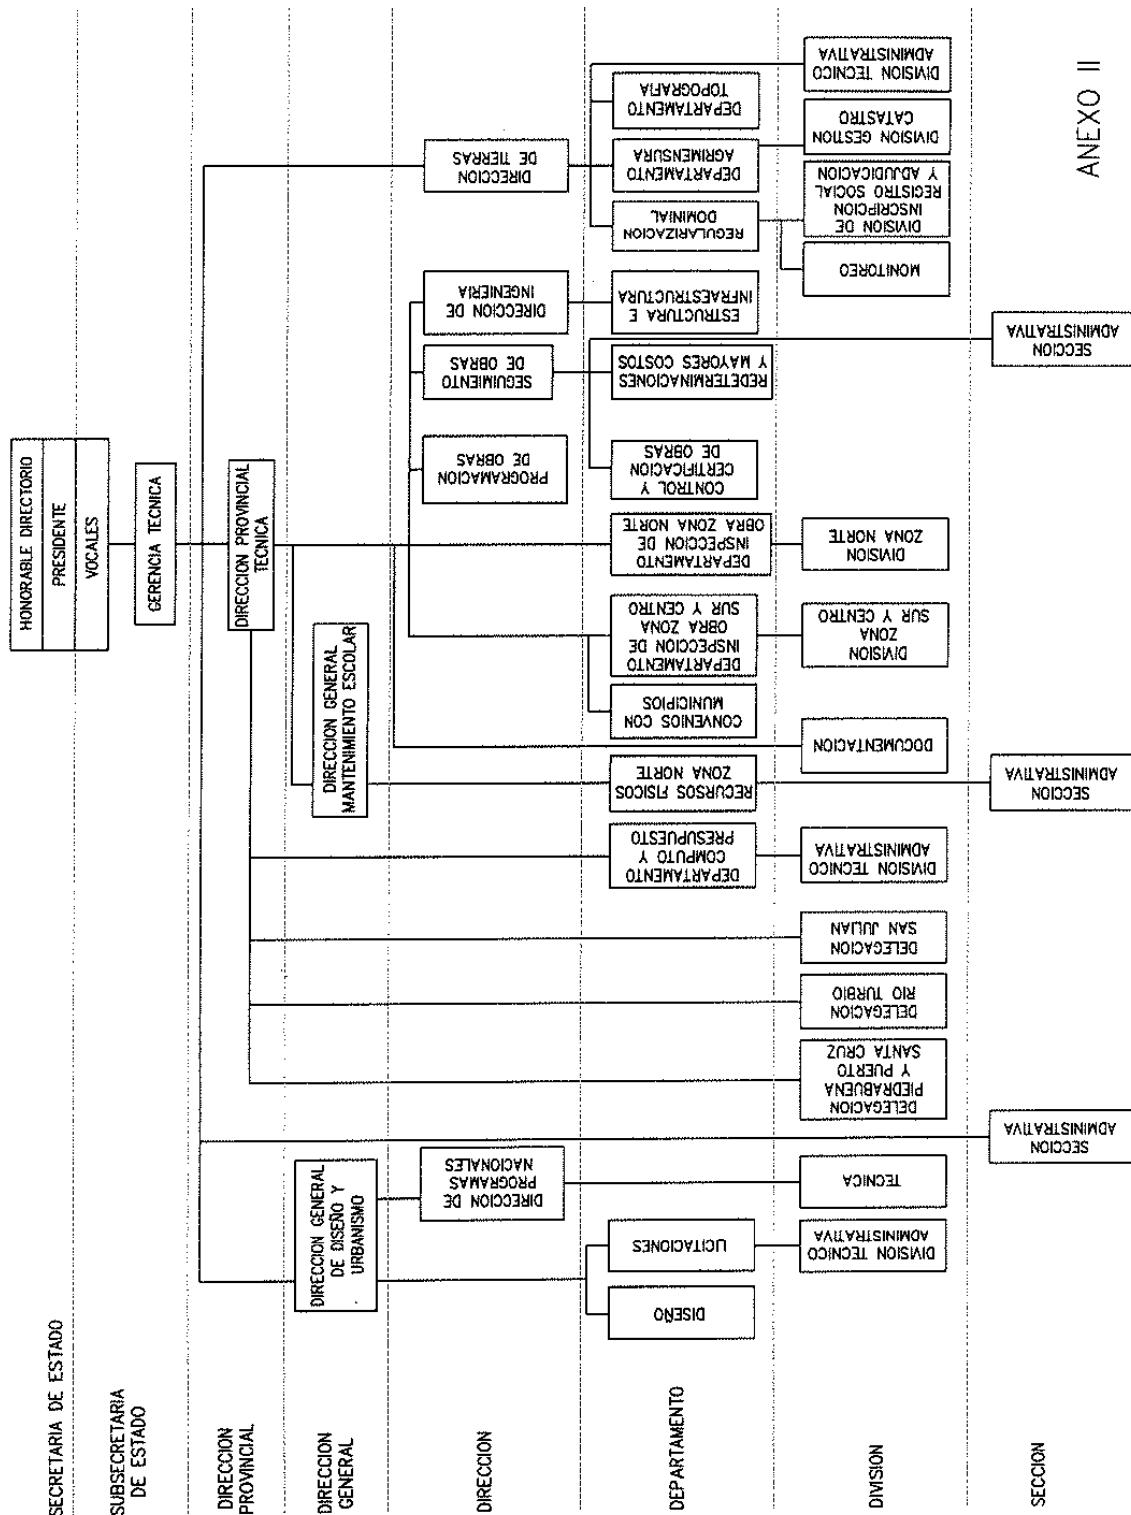 SECRETARIA DE ESTADO
HONORABLE DIRECTORIO
PRESIDENTE
VOCALES
SUBSECRETARIA
DE ESTADO
GERENCIA TECNICA
DIRECCION
PROVINCIAL
DIRECCION PROVINCIAL
TECNICA
DIRECCION
GENERAL
DIRECCION GENERAL
DE DISEÑO Y
URBANISMO
DIRECCION GENERAL
MANTENIMIENTO ESCOLAR
DIRECCION
DIRECCION DE
PROGRAMAS
NACIONALES
PROGRAMACION
DE OBRAS
SEGUIMIENTO
DE OBRAS
DIRECCION DE
INGENIERIA
DIRECCION
DE TIERRAS
DEPARTAMENTO
DISEÑO
LICITACIONES
DEPARTAMENTO
COMPUTO Y
PRESUPUESTO
RECURSOS FISICOS
ZONA NORTE
CONVENIOS CON
MUNICIPIOS
DEPARTAMENTO
INSPECCION DE
OBRA ZONA
SUR Y CENTRO
DEPARTAMENTO
INSPECCION DE
OBRA ZONA NORTE
CONTROL Y
CERTIFICACION
DE OBRAS
REDETERMINACIONES
Y MAYORES COSTOS
ESTRUCTURA E
INFRAESTRUCTURA
REGULARIZACION
DOMINIAL
DEPARTAMENTO
AGRIMENSURA
DEPARTAMENTO
TOPOGRAFIA
DIVISION
DIVISION TECNICO
ADMINISTRATIVA
TECNICA
DELEGACION
PIEDRABUENA
Y PUERTO
SANTA CRUZ
DELEGACION
RIO TURBIO
DELEGACION
SAN JULIAN
DIVISION TECNICO
ADMINISTRATIVA
DOCUMENTACION
DIVISION
ZONA
SUR Y CENTRO
DIVISION
ZONA NORTE
MONITOREO
DIVISION DE
INSCRIPCION
REGISTRO SOCIAL
Y ADJUDICACION
DIVISION GESTION
CATASTRO
DIVISION TECNICO
ADMINISTRATIVA
SECCION
SECCION
ADMINISTRATIVA
SECCION
ADMINISTRATIVA
SECCION
ADMINISTRATIVA
ANEXO II